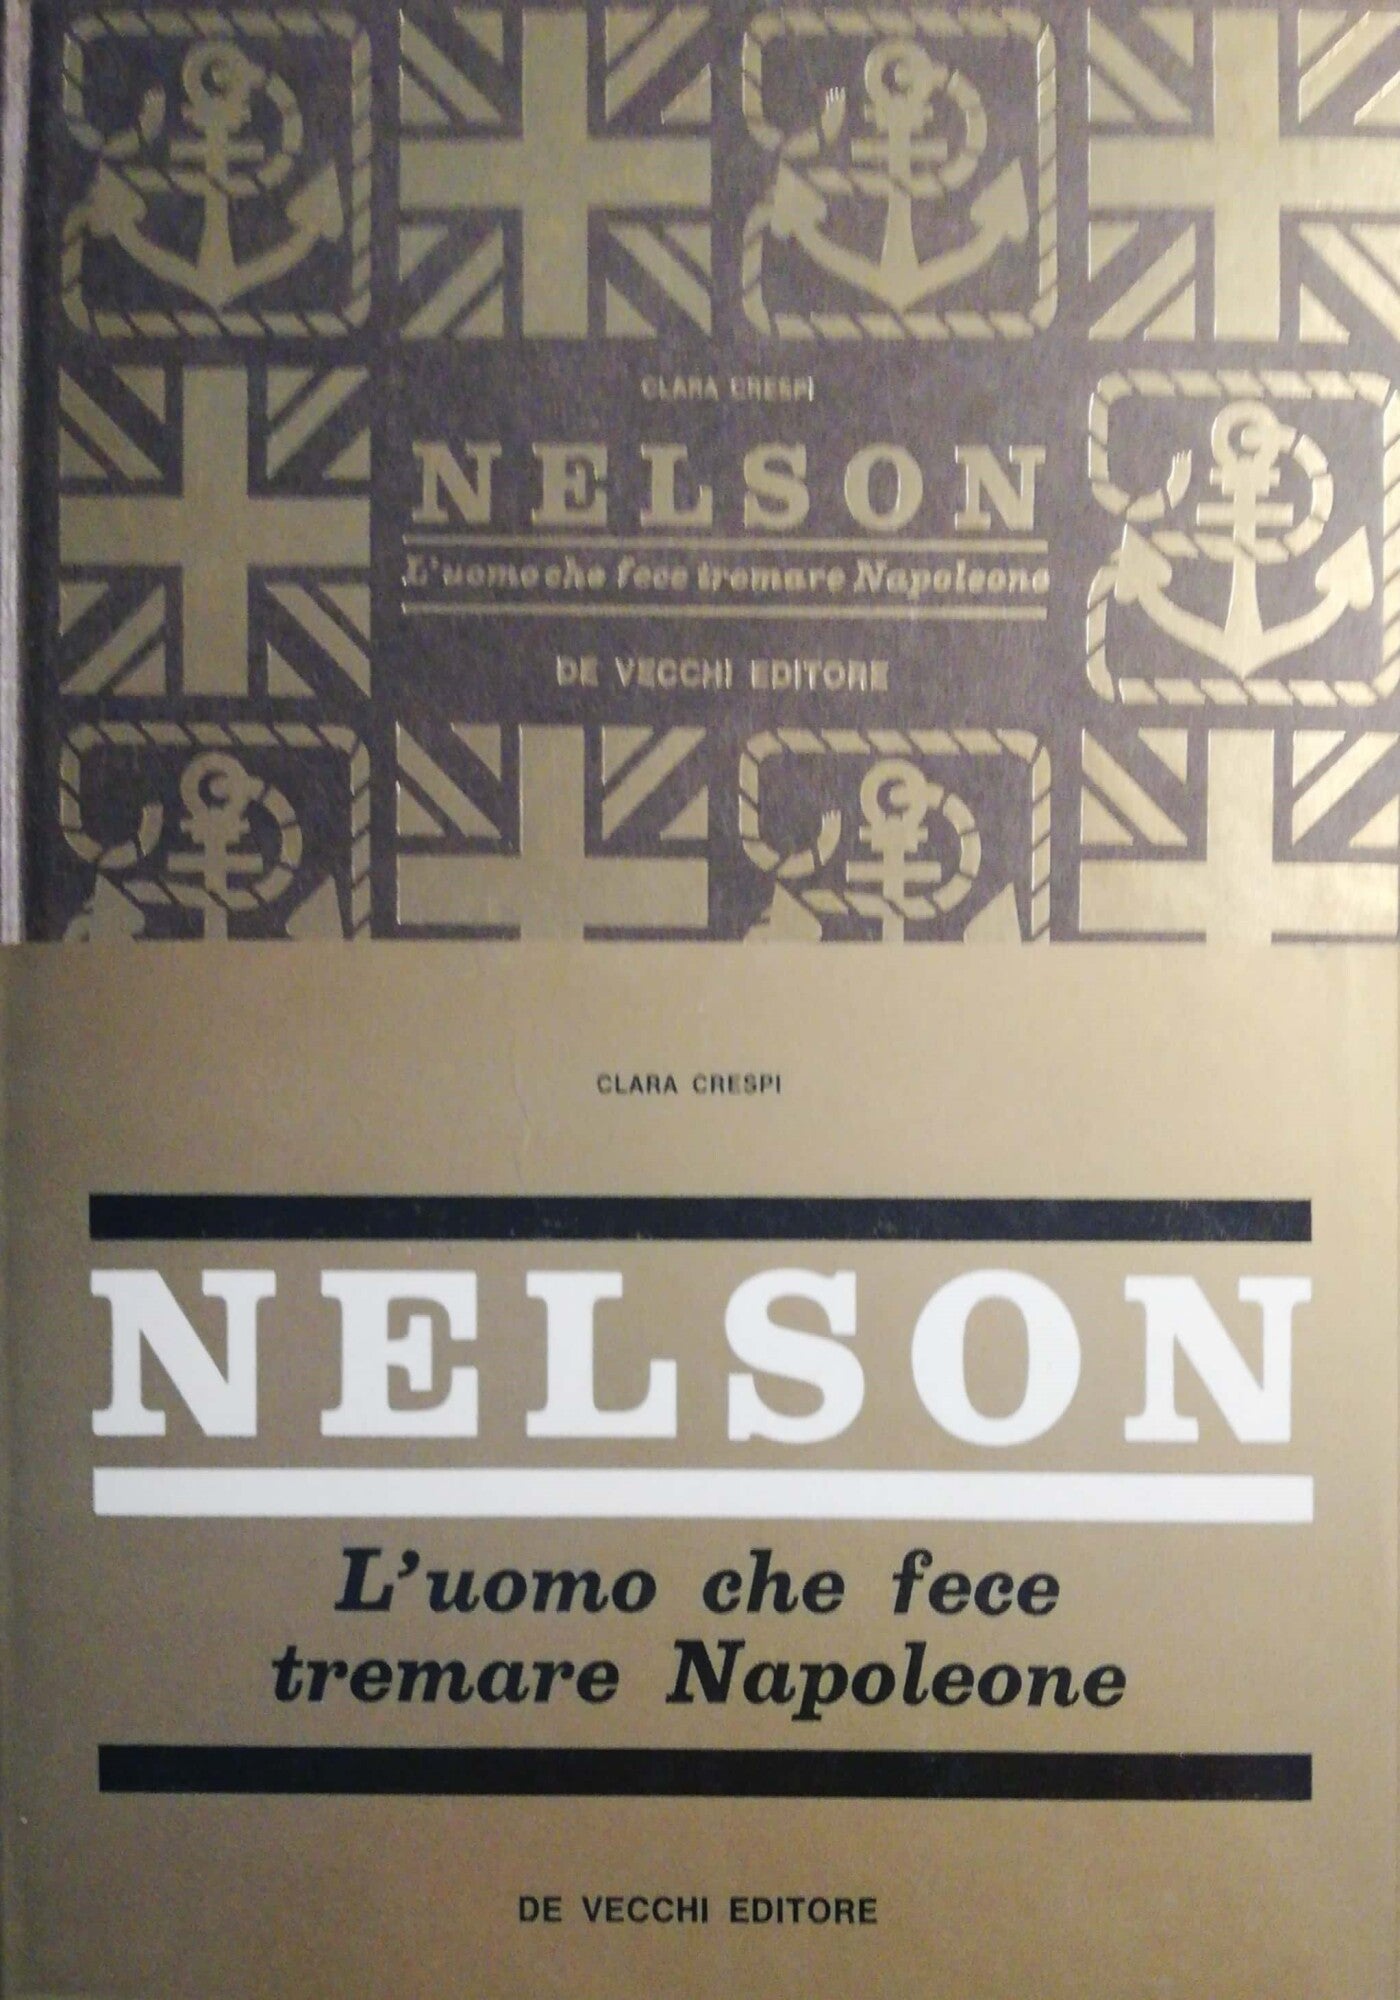 CLARA CRESPI
NELSON
L'uomo che fece tremare Napoleone
DE VECCHI EDITORE
CLARA CRESPI
NELSON
L'uomo che fece
tremare Napoleone
DE VECCHI EDITORE